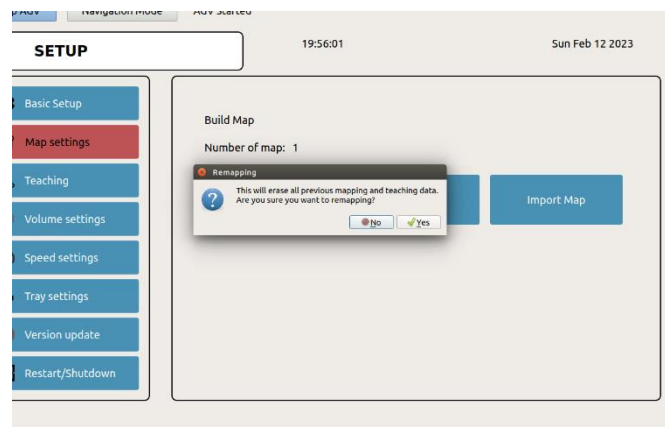 Navigation Mode
AGV Started
SETUP
19:56:01
Sun Feb 12 2023
Basic Setup
Map settings
Teaching
Volume settings
Speed settings
Tray settings
Version update
Restart/Shutdown
Build Map
Number of map: 1
Remapping
This will erase all previous mapping and teaching data.
Are you sure you want to remapping?
No
Yes
Import Map